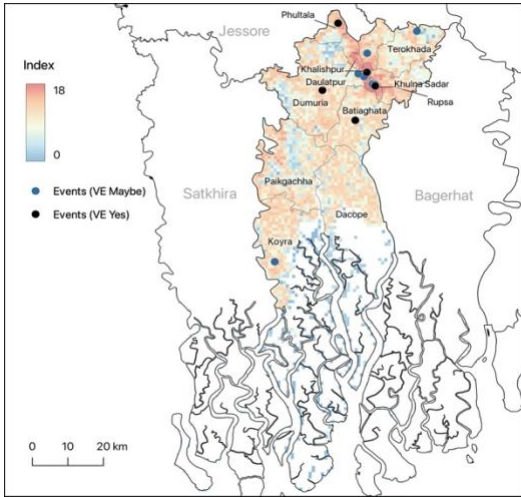 Jessore
Phultala
Terokhada
Index
18
0
Khalishpur
Daulatpur
Khulna Sadar
Dumuria
Rupsa
Batiaghata
Events (VE Maybe)
Events (VE Yes)
Satkhira
Paikgachha
Bagerhat
Dacope
Koyra
0 10 20 km